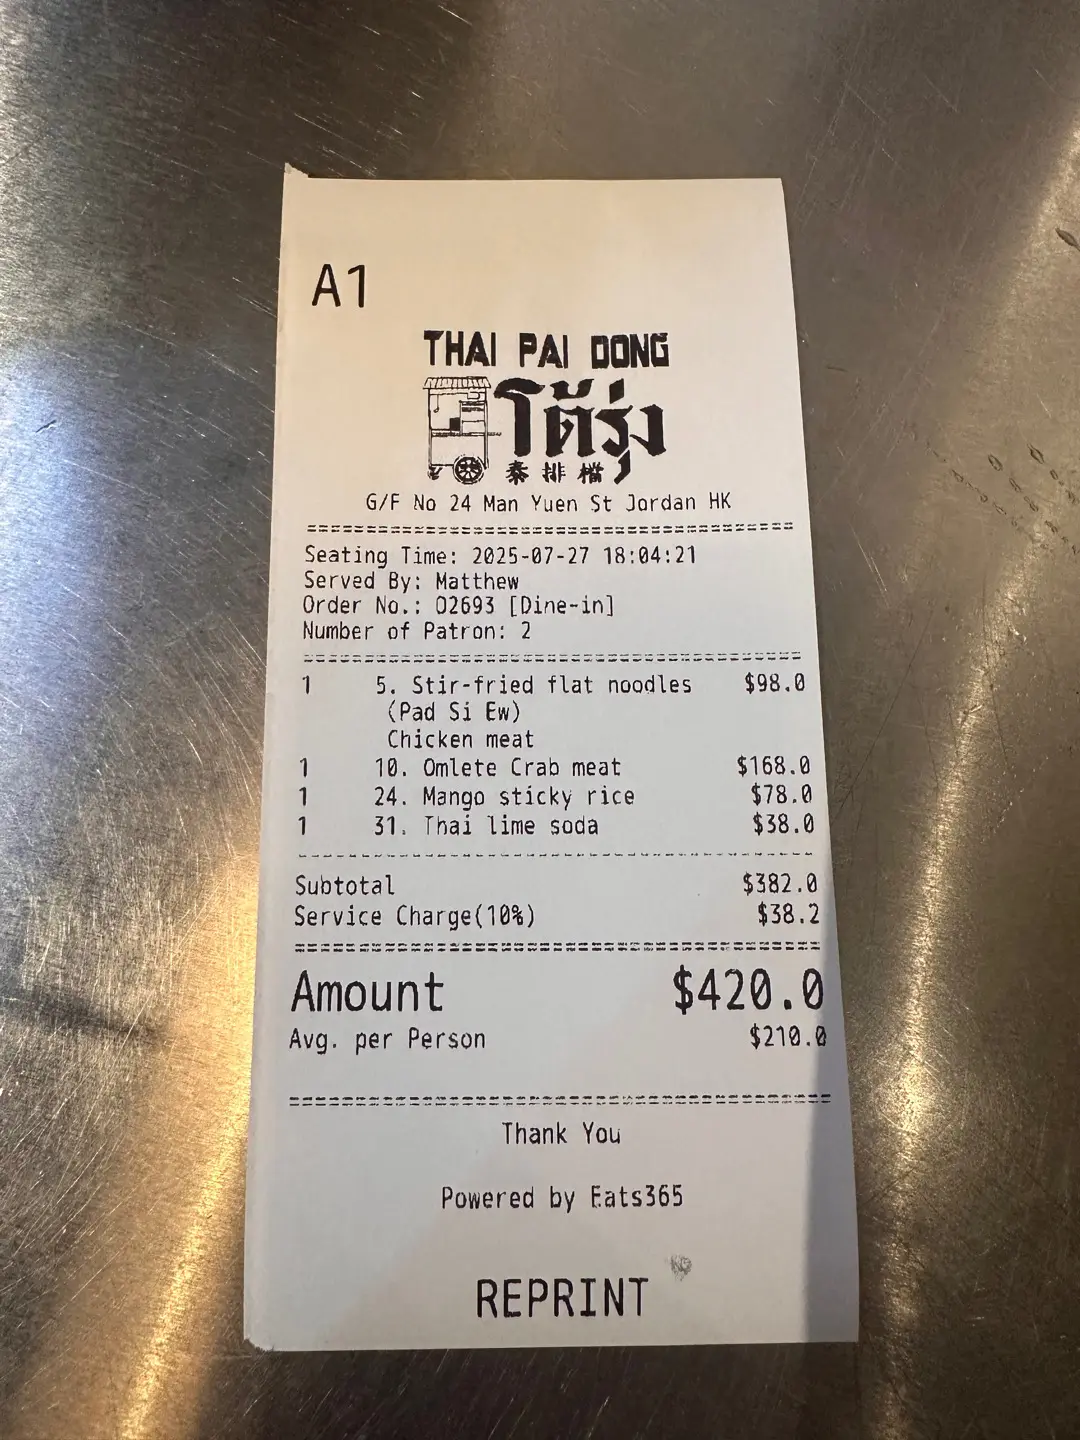 A1
THAI PAI DONG
โต้รุ่ง
泰排檔
G/F No 24 Man Yuen St Jordan HK
Seating Time: 2025-07-27 18:04:21
Served By: Matthew
Order No.: O2693 [Dine-in]
Number of Patron: 2
1 5. Stir-fried flat noodles $98.0
(Pad Si Ew)
Chicken meat
1 10. Omlete Crab meat $168.0
1 24. Mango sticky rice $78.0
1 31. Thai lime soda $38.0
Subtotal $382.0
Service Charge(10%) $38.2
Amount $420.0
Avg. per Person $210.0
Thank You
Powered by Eats365
REPRINT